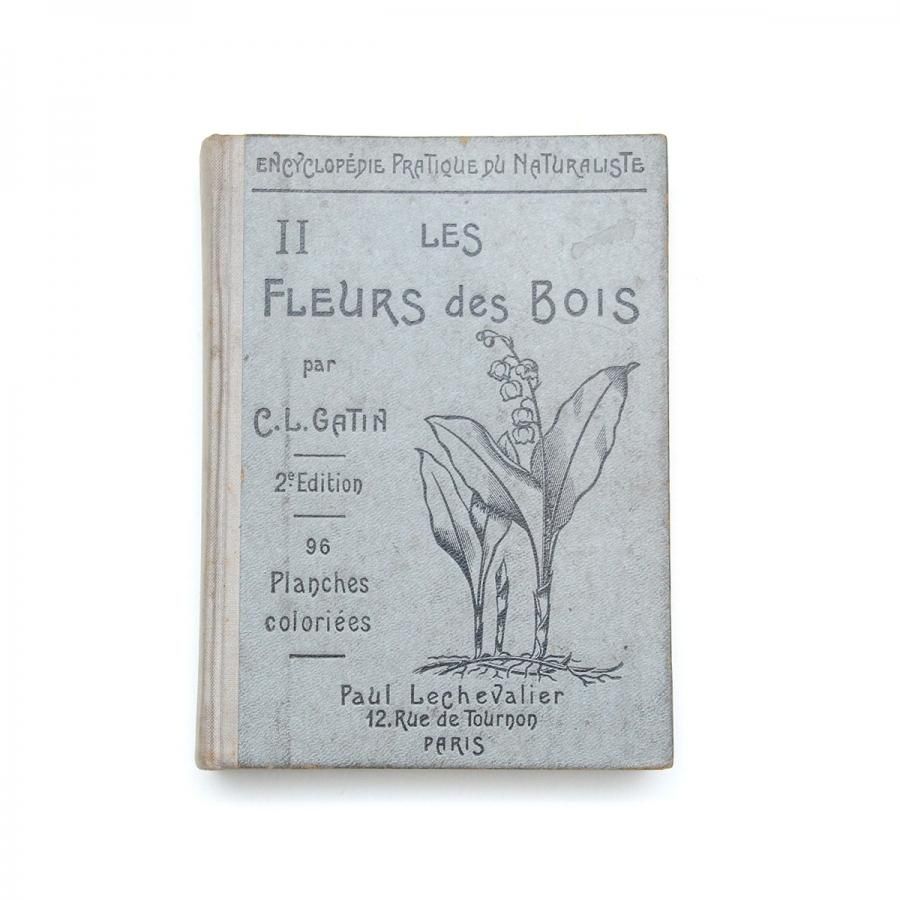 ENCYCLOPÉDIE PRATIQUE DU NATURALISTE
II LES
FLEURS des BOIS
par
C.L.GATIN
2e Edition
96
Planches
coloriées
Paul Lechevalier
12.Rue de Tournon
PARIS